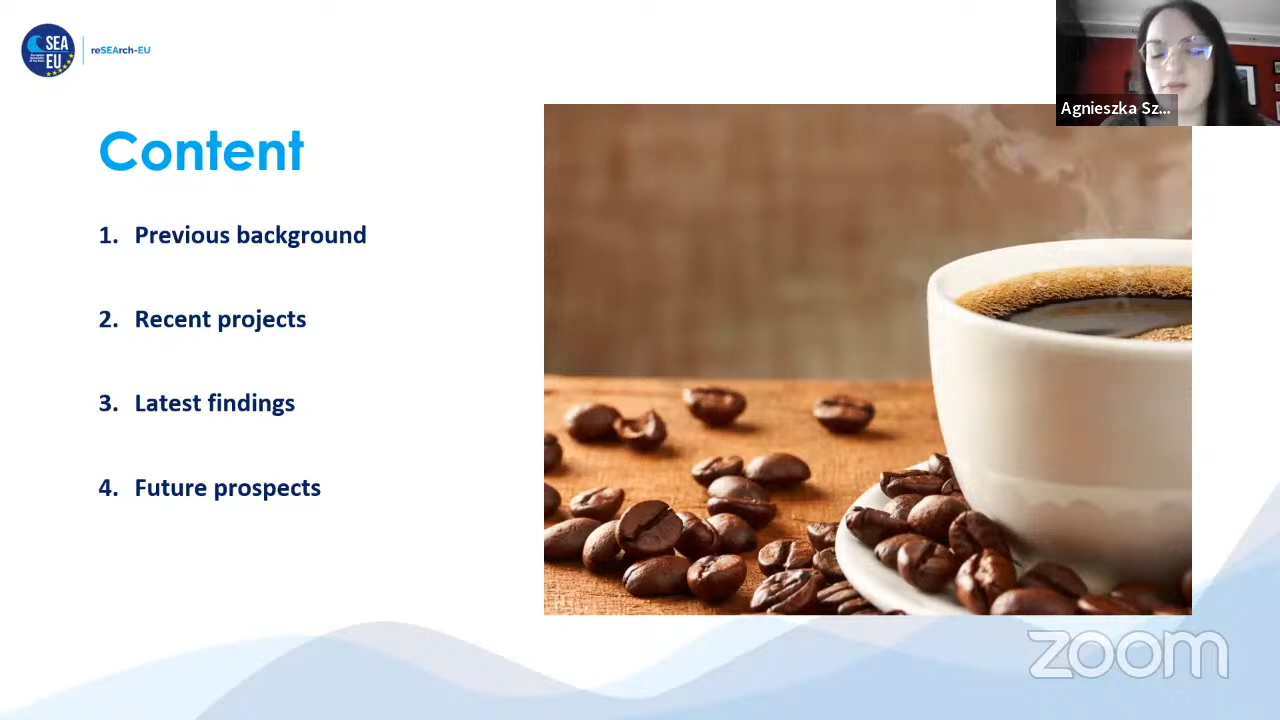 SEA
EU
reSEArch-EU
Agnieszka Sz...
Content
1. Previous background
2. Recent projects
3. Latest findings
4. Future prospects
zoom